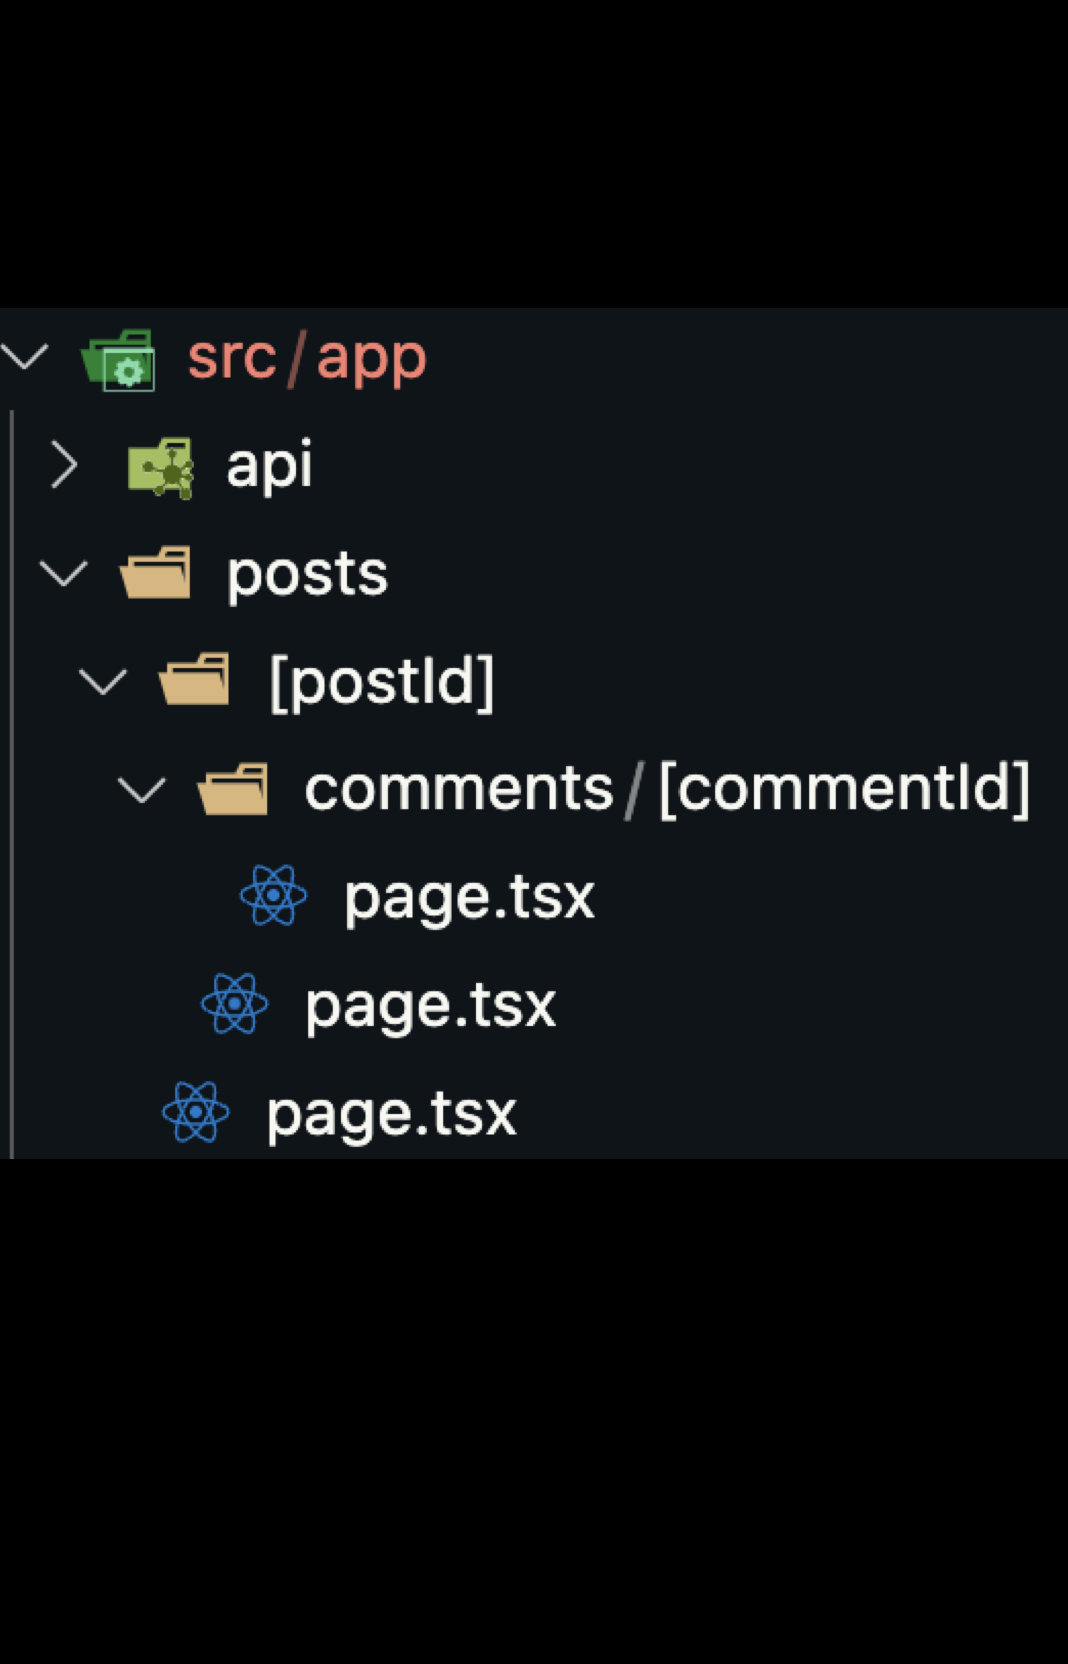 src/app
api
posts
[postId]
comments/[commentId]
page.tsx
page.tsx
page.tsx